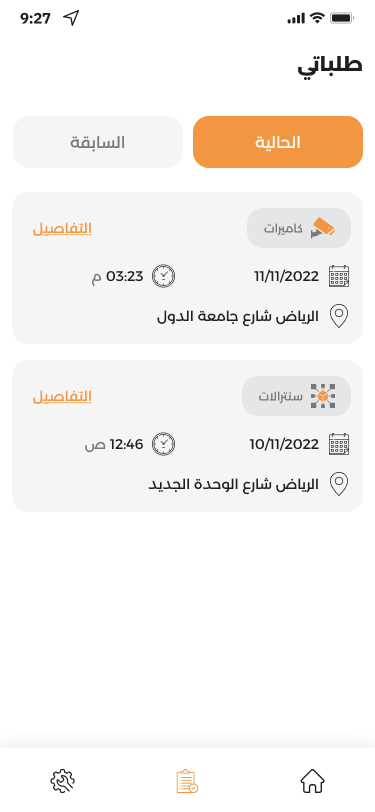 9:27
طلباتي
الحالية
السابقة
كاميرات
التفاصيل
11/11/2022
03:23 م
الرياض شارع جامعة الدول
سنترالات
التفاصيل
10/11/2022
12:46 ص
الرياض شارع الوحدة الجديد